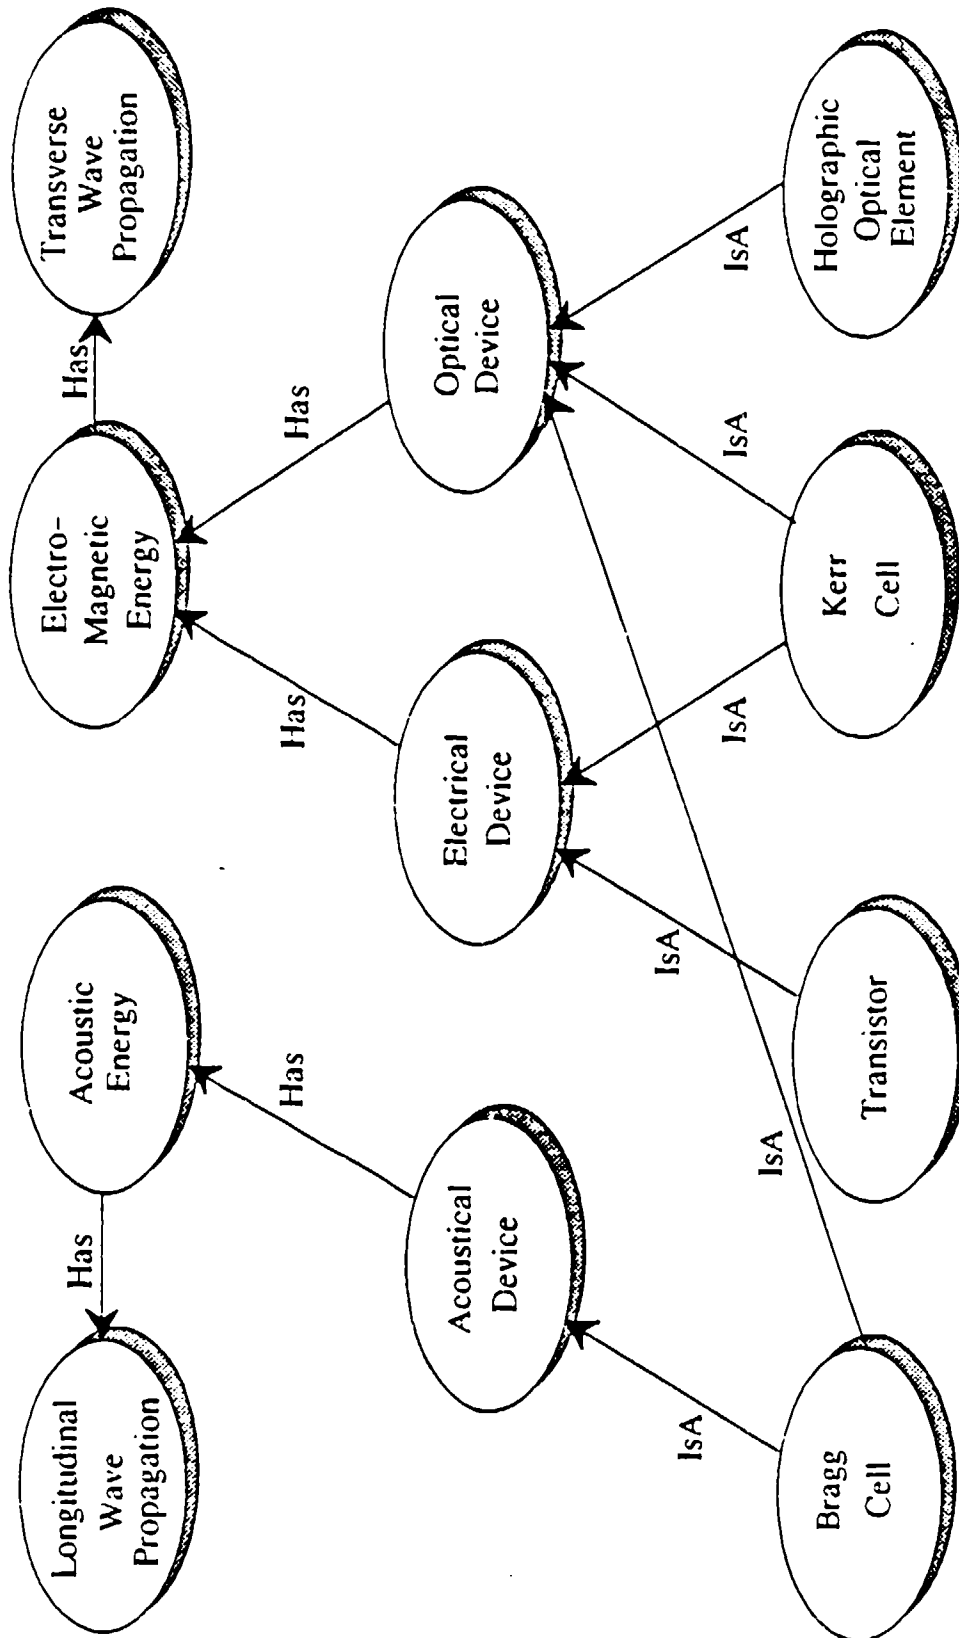 Longitudinal
Wave
Propagation
Has
Acoustic
Energy
Electro-
Magnetic
Energy
Has
Transverse
Wave
Propagation
Has
Has
Has
Acoustical
Device
Electrical
Device
Optical
Device
IsA
IsA
IsA
IsA
IsA
IsA
Bragg
Cell
Transistor
Kerr
Cell
Holographic
Optical
Element